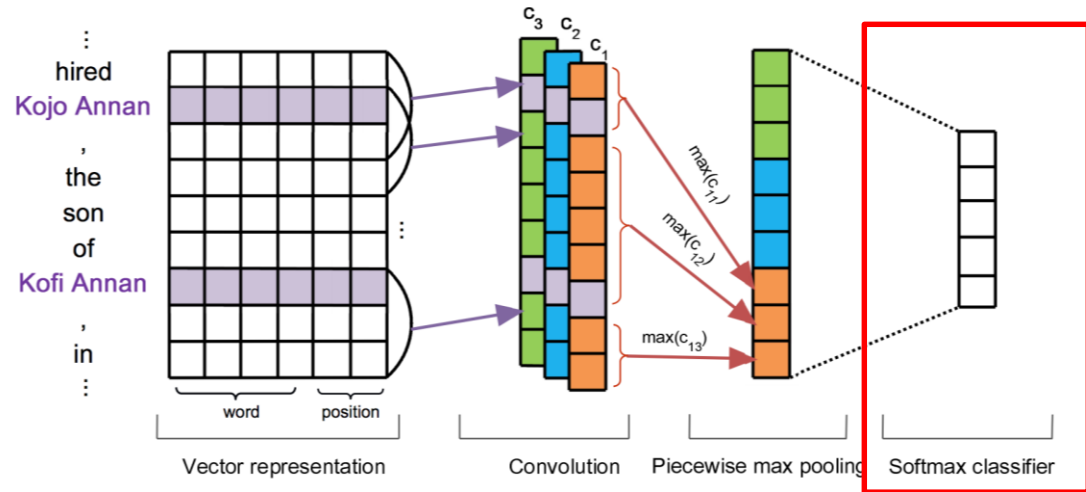 ⋮
hired
Kojo Annan
,
the
son
of
Kofi Annan
,
in
...
word
position
...
Vector representation
c3
c2
c1
Convolution
max(c11)
max(c12)
max(c13)
Piecewise max pooling
Softmax classifier